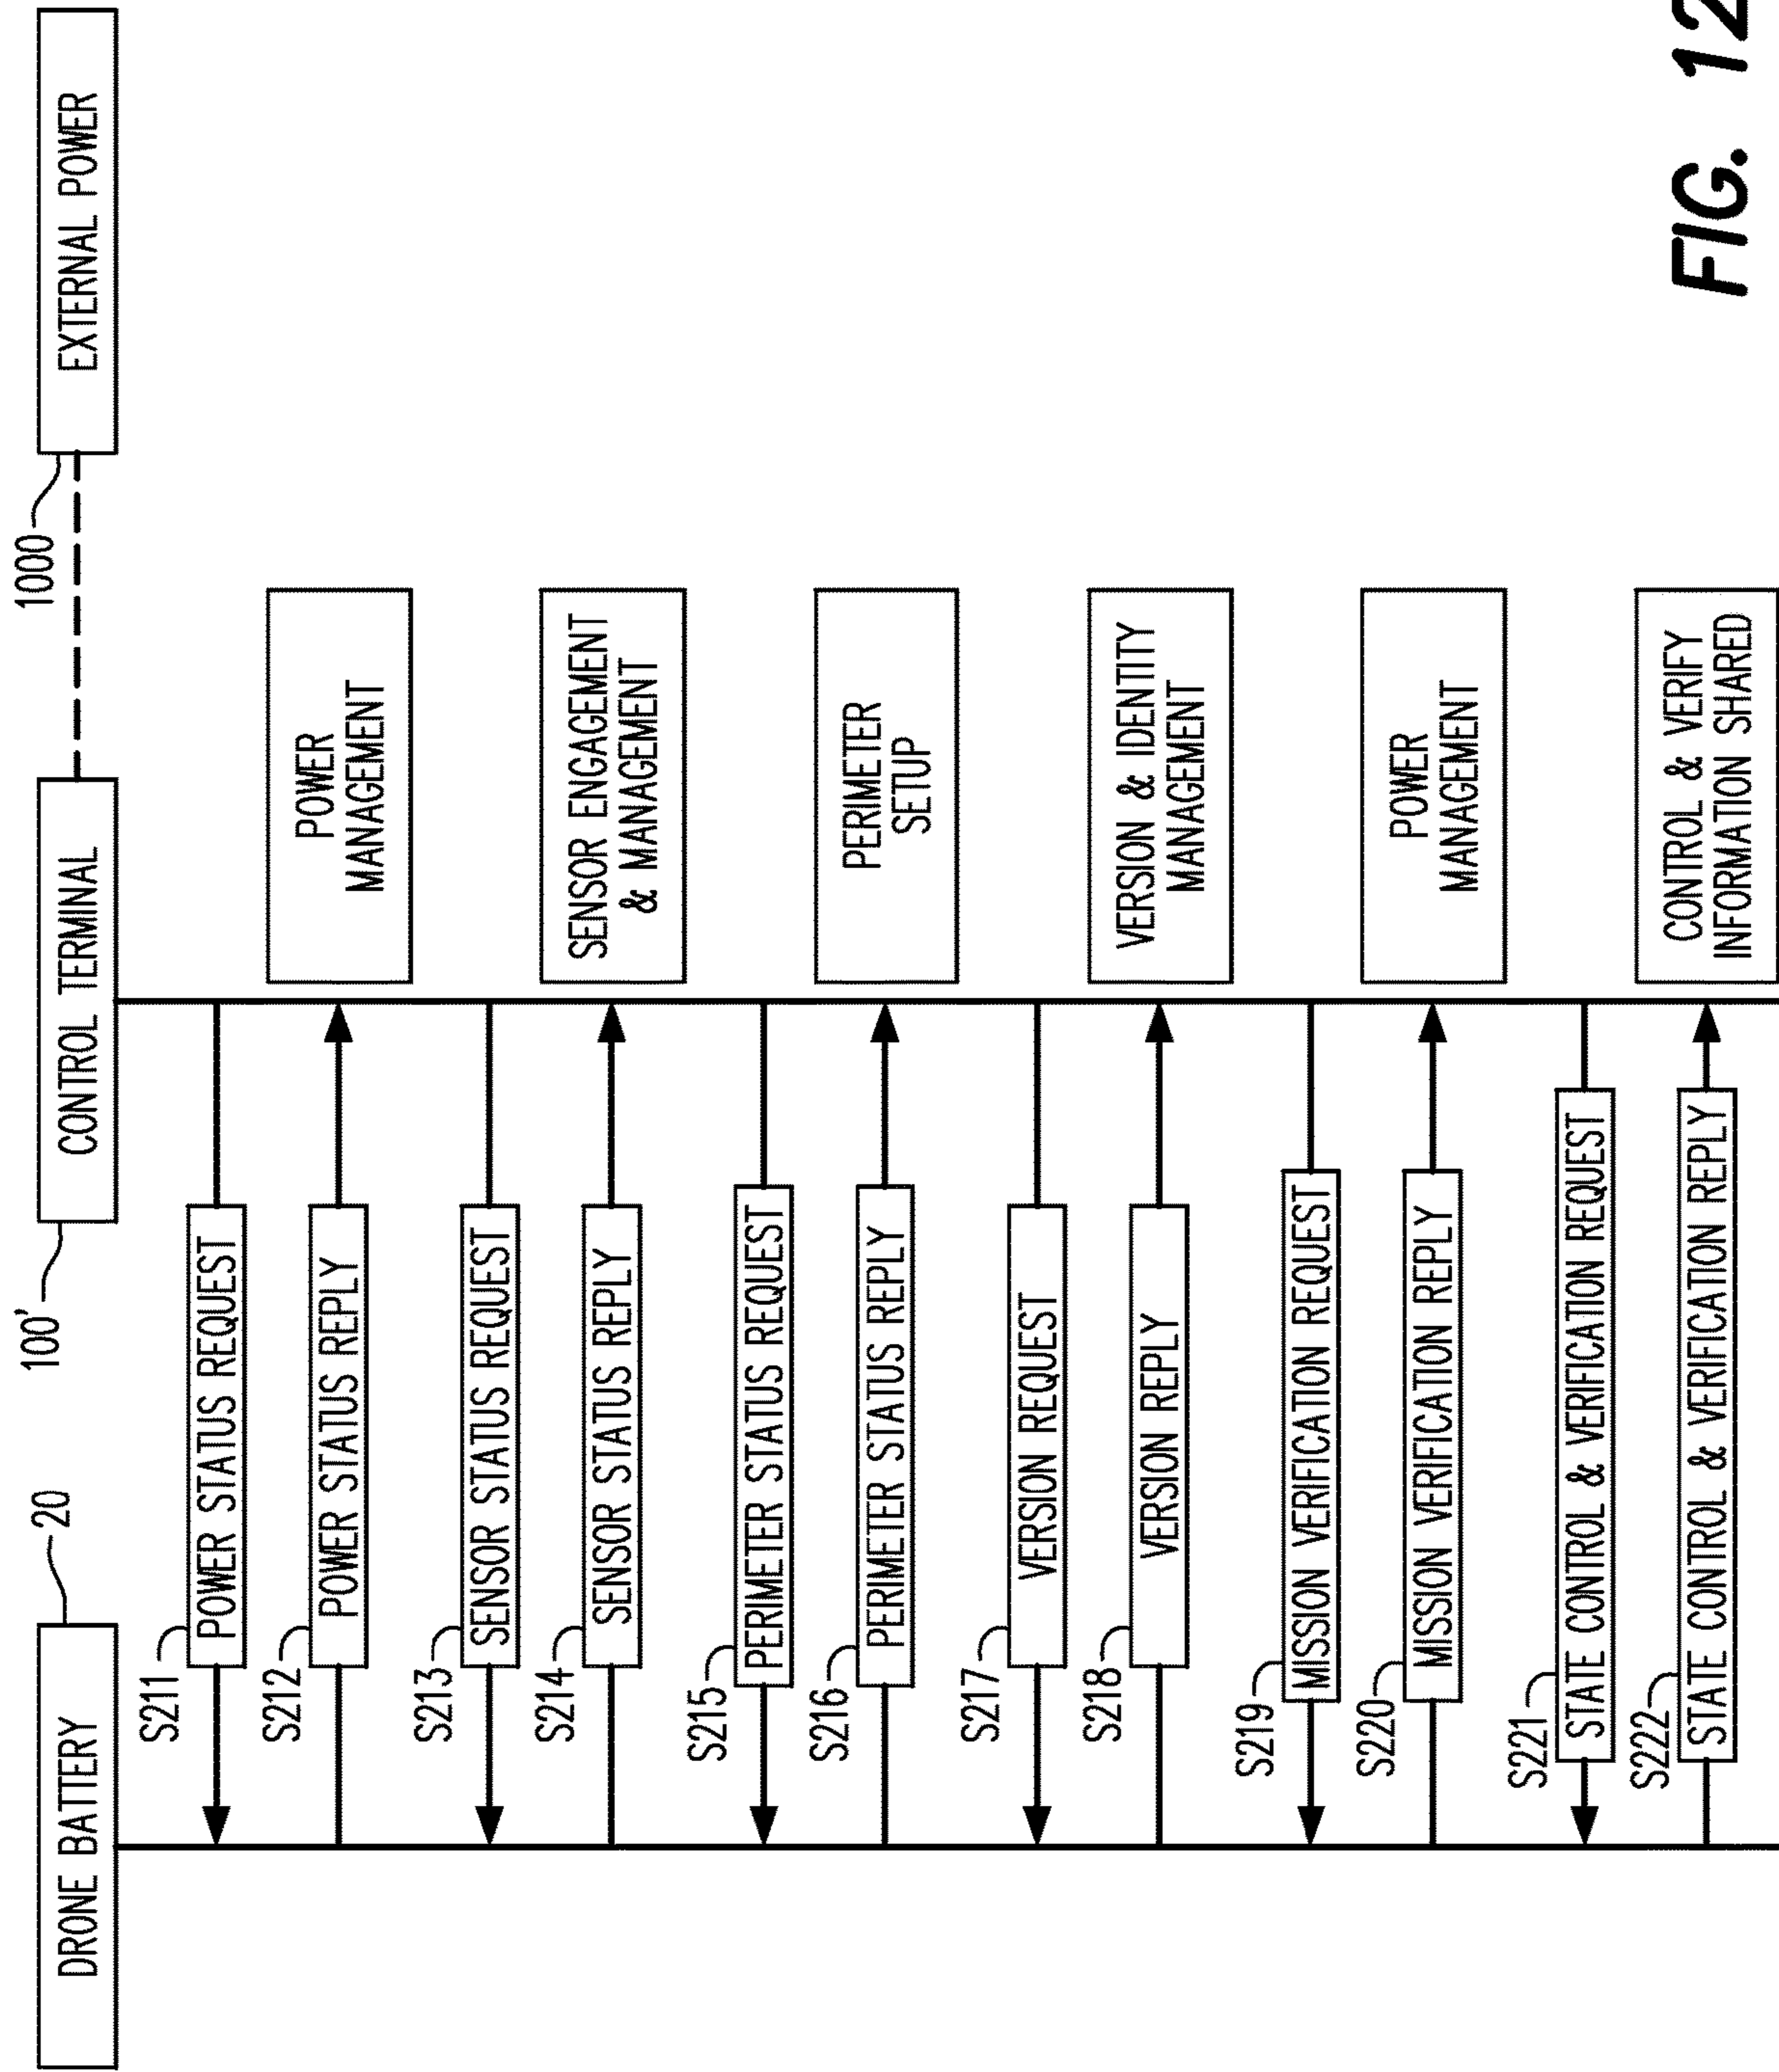 DRONE BATTERY
20
100'
CONTROL TERMINAL
1000
EXTERNAL POWER
S211
POWER STATUS REQUEST
S212
POWER STATUS REPLY
POWER
MANAGEMENT
S213
SENSOR STATUS REQUEST
S214
SENSOR STATUS REPLY
SENSOR ENGAGEMENT
& MANAGEMENT
S215
PERIMETER STATUS REQUEST
S216
PERIMETER STATUS REPLY
PERIMETER
SETUP
S217
VERSION REQUEST
S218
VERSION REPLY
VERSION & IDENTITY
MANAGEMENT
S219
MISSION VERIFICATION REQUEST
S220
MISSION VERIFICATION REPLY
POWER
MANAGEMENT
S221
STATE CONTROL & VERIFICATION REQUEST
S222
STATE CONTROL & VERIFICATION REPLY
CONTROL & VERIFY
INFORMATION SHARED
FIG. 12